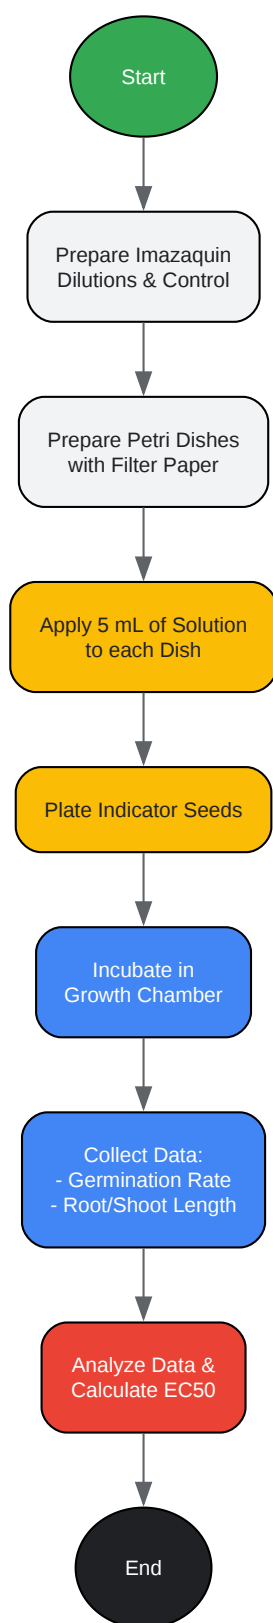 Start
Prepare Imazaquin
Dilutions & Control
Prepare Petri Dishes
with Filter Paper
Apply 5 mL of Solution
to each Dish
Plate Indicator Seeds
Incubate in
Growth Chamber
Collect Data:
- Germination Rate
- Root/Shoot Length
Analyze Data &
Calculate EC50
End